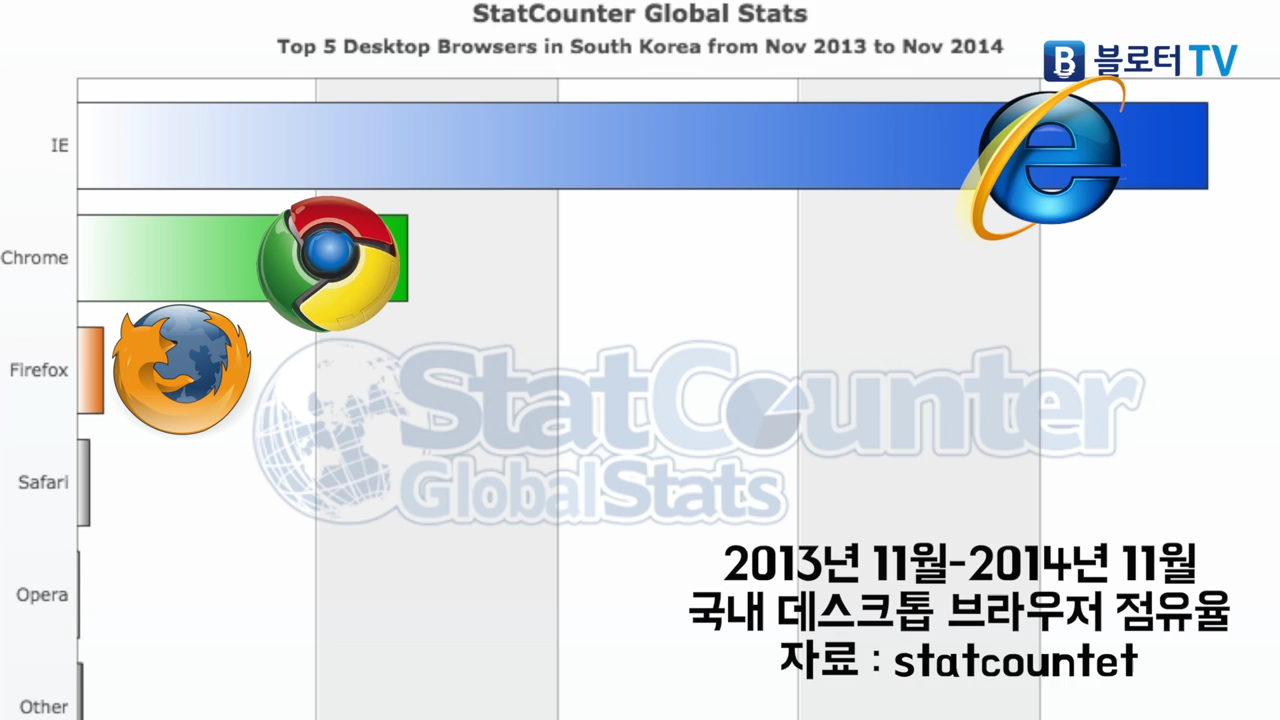 StatCounter Global Stats
Top 5 Desktop Browsers in South Korea from Nov 2013 to Nov 2014
B 블로터 TV
IE
Chrome
Firefox
StatCounter
GlobalStats
Safari
Opera
Other
2013년 11월-2014년 11월
국내 데스크톱 브라우저 점유율
자료 : statcountet